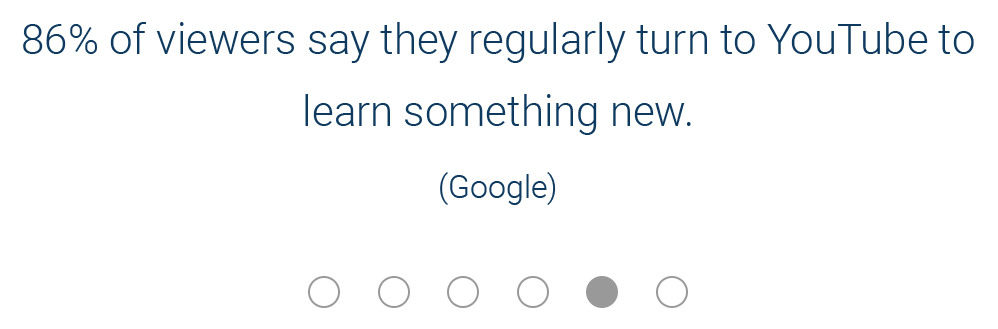 86% of viewers say they regularly turn to YouTube to
learn something new.
(Google)